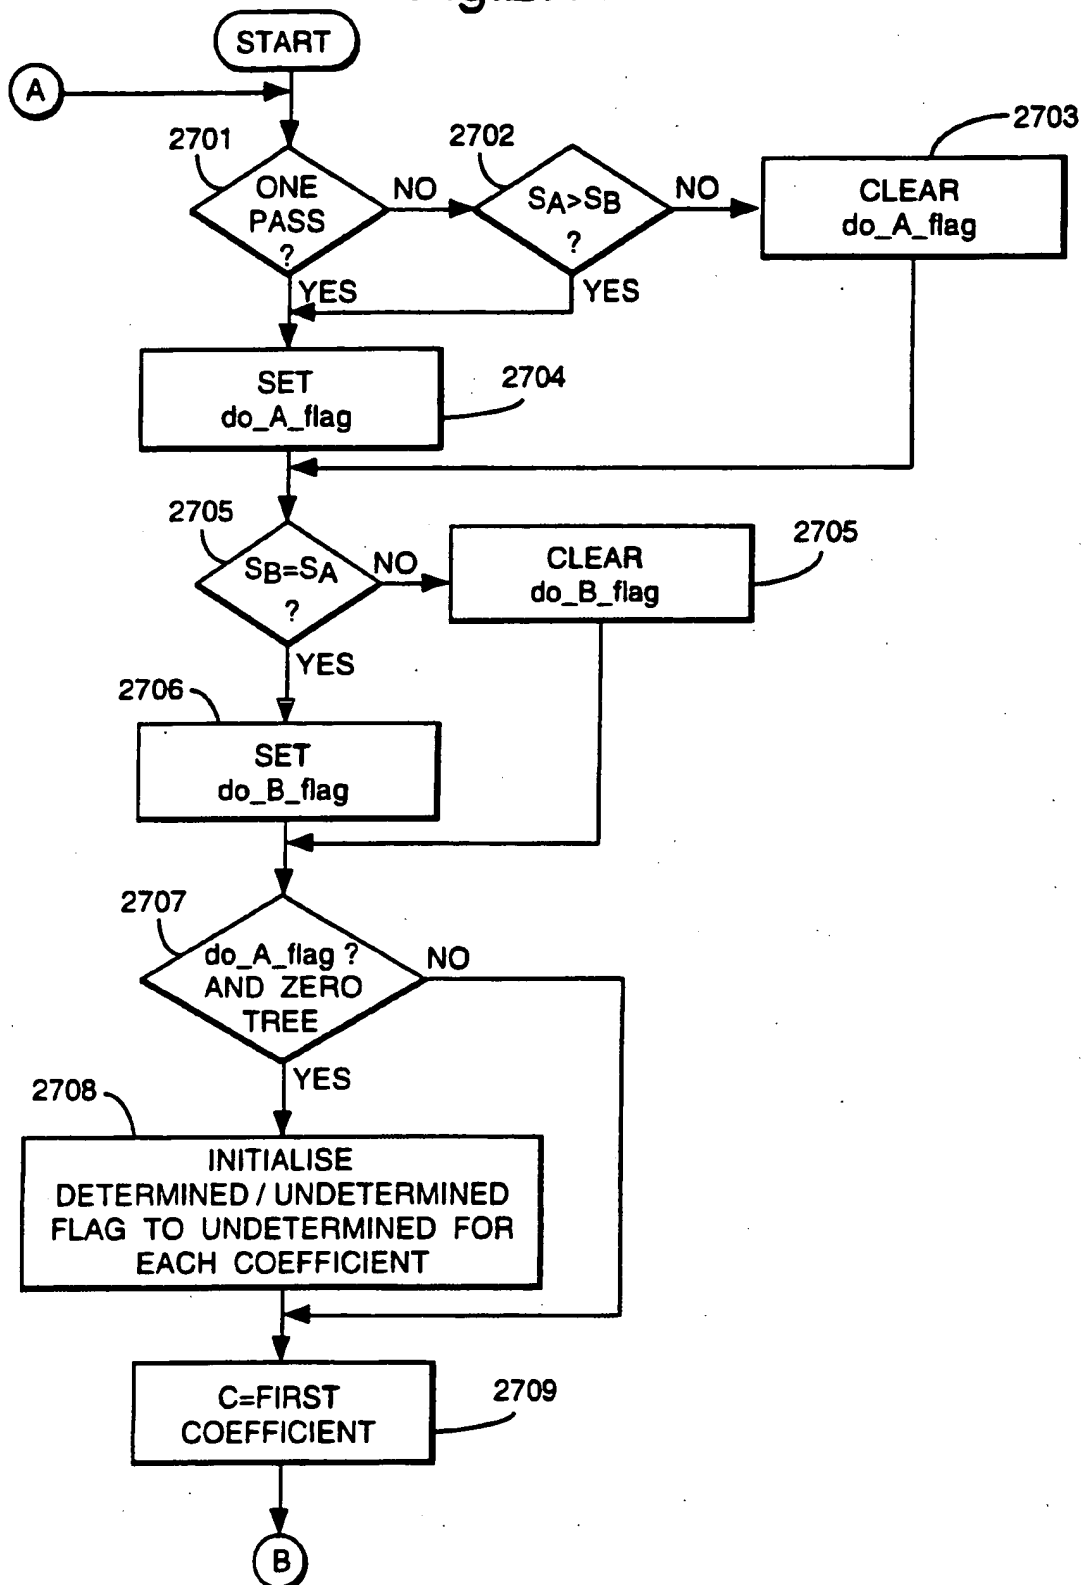 START
A
2701
ONE
PASS
?
NO
YES
2702
SA>SB
?
NO
YES
2703
CLEAR
do_A_flag
SET
do_A_flag
2704
2705
SB=SA
?
NO
YES
CLEAR
do_B_flag
2705
2706
SET
do_B_flag
2707
do_A_flag ?
AND ZERO
TREE
NO
YES
2708
INITIALISE
DETERMINED / UNDETERMINED
FLAG TO UNDETERMINED FOR
EACH COEFFICIENT
C=FIRST
COEFFICIENT
2709
B